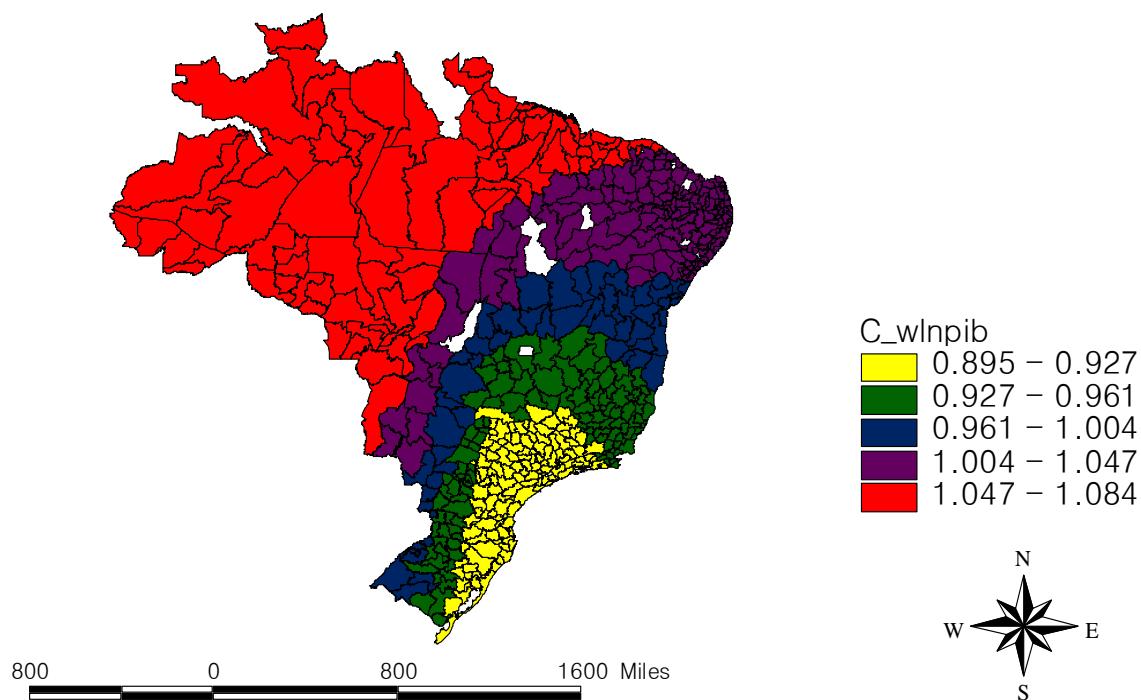 C_wlnpib
0.895 – 0.927
0.927 – 0.961
0.961 – 1.004
1.004 – 1.047
1.047 – 1.084
N
W E
S
800 0 800 1600 Miles